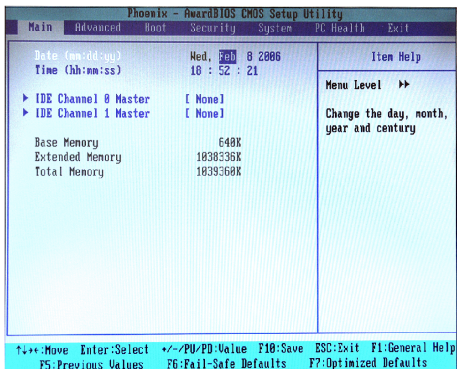 Phoenix - AwardBIOS CMOS Setup Utility
Main Advanced Boot Security System PC Health Exit
Date (mm:dd:yy) Wed, Feb 8 2006
Time (hh:mm:ss) 18 : 52 : 21
IDE Channel 0 Master [ None]
IDE Channel 1 Master [ None]
Base Memory 640K
Extended Memory 1038336K
Total Memory 1039360K
Item Help
Menu Level ▸▸
Change the day, month,
year and century
↑↓→←:Move Enter:Select +/-/PU/PD:Value F10:Save ESC:Exit F1:General Help
F5:Previous Values F6:Fail-Safe Defaults F7:Optimized Defaults